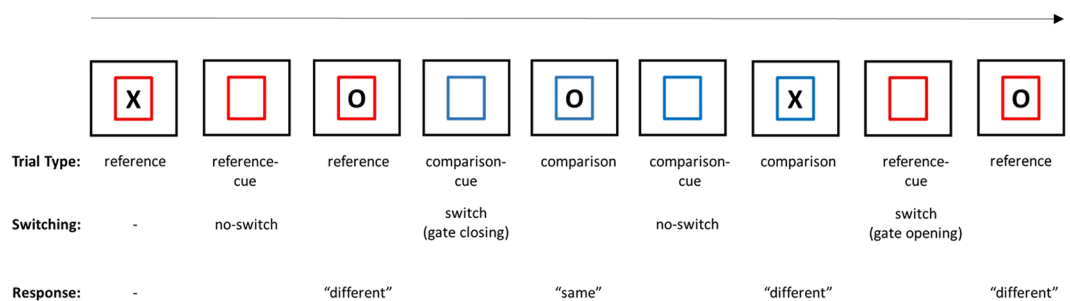 X O O X O
Trial Type: reference reference-cue reference comparison-cue comparison comparison-cue comparison reference-cue reference
Switching: - no-switch switch (gate closing) no-switch switch (gate opening)
Response: - “different” “same” “different” “different”